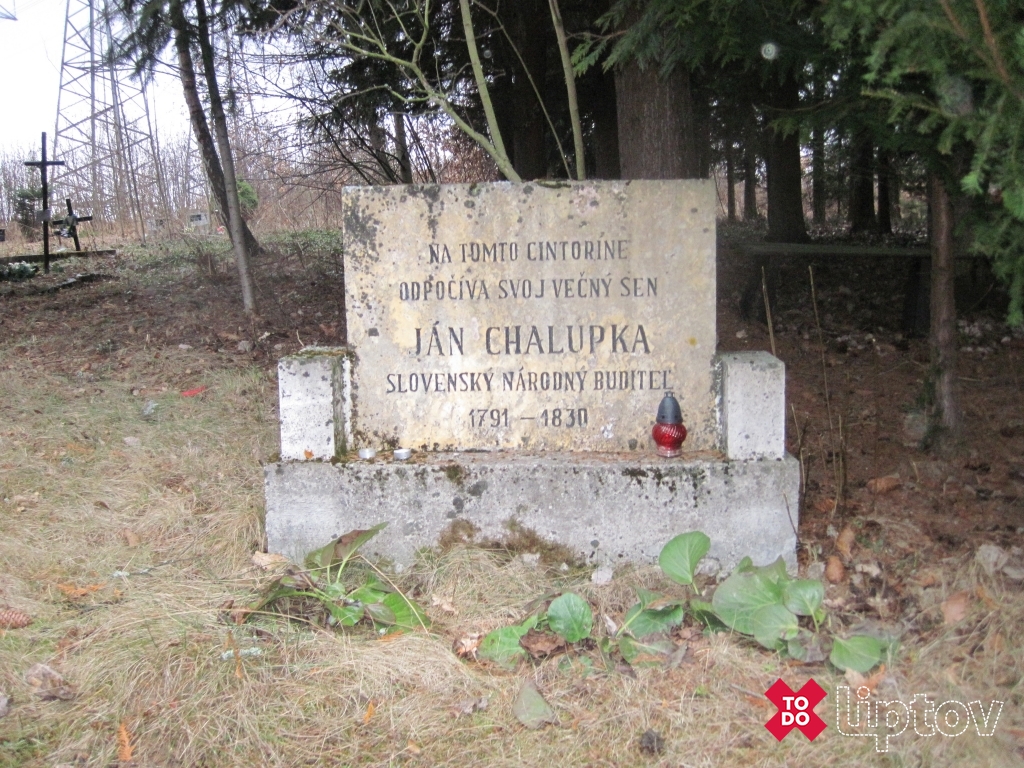 NA TOMTO CINTORÍNE
ODPOČÍVA SVOJ VEČNÝ SEN
JÁN CHALUPKA
SLOVENSKÝ NÁRODNÝ BUDITEĽ
1791 – 1830
TO
DO
liptov